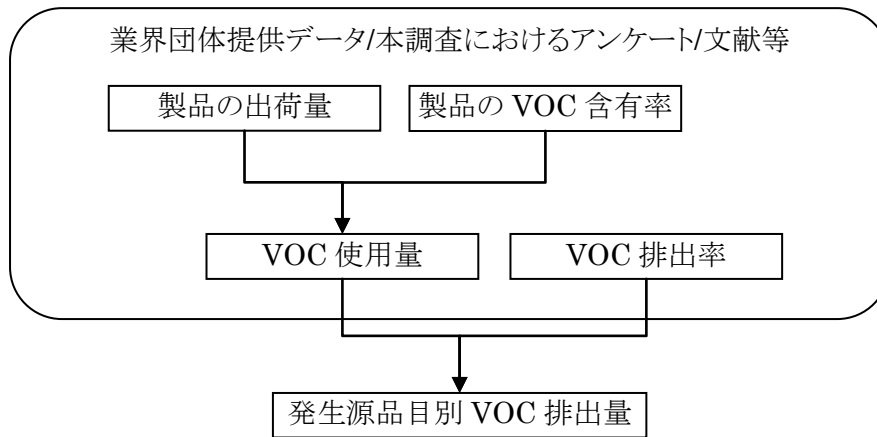 業界団体提供データ/本調査におけるアンケート/文献等
製品の出荷量
製品の VOC 含有率
VOC 使用量
VOC 排出率
発生源品目別 VOC 排出量